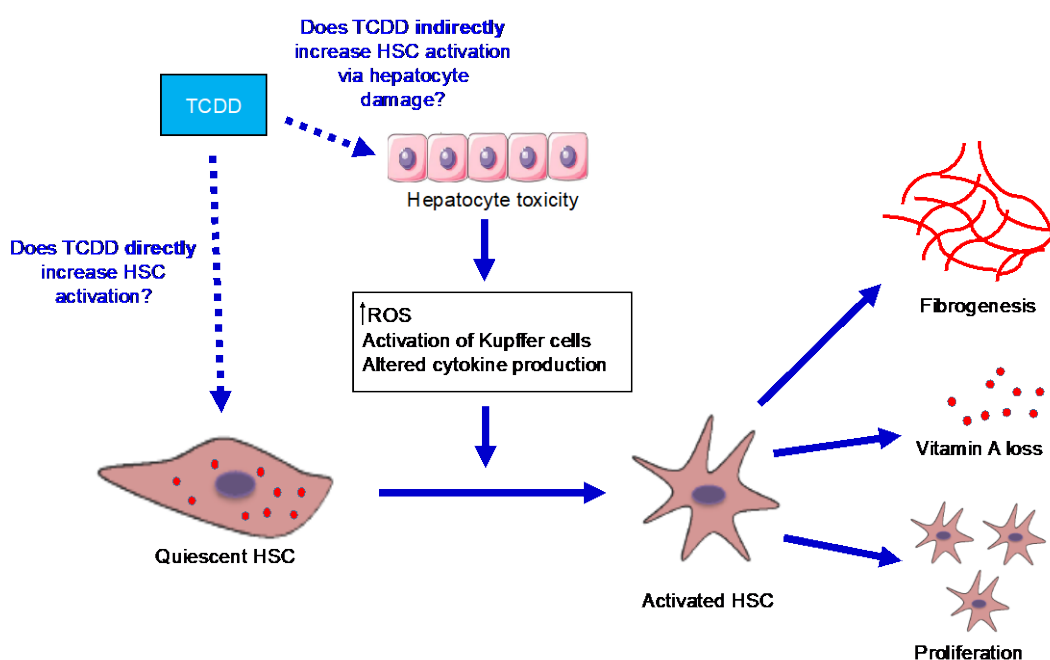 Does TCDD indirectly
increase HSC activation
via hepatocyte
damage?
TCDD
Hepatocyte toxicity
Does TCDD directly
increase HSC
activation?
↑ROS
Activation of Kupffer cells
Altered cytokine production
Fibrogenesis
Vitamin A loss
Quiescent HSC
Activated HSC
Proliferation